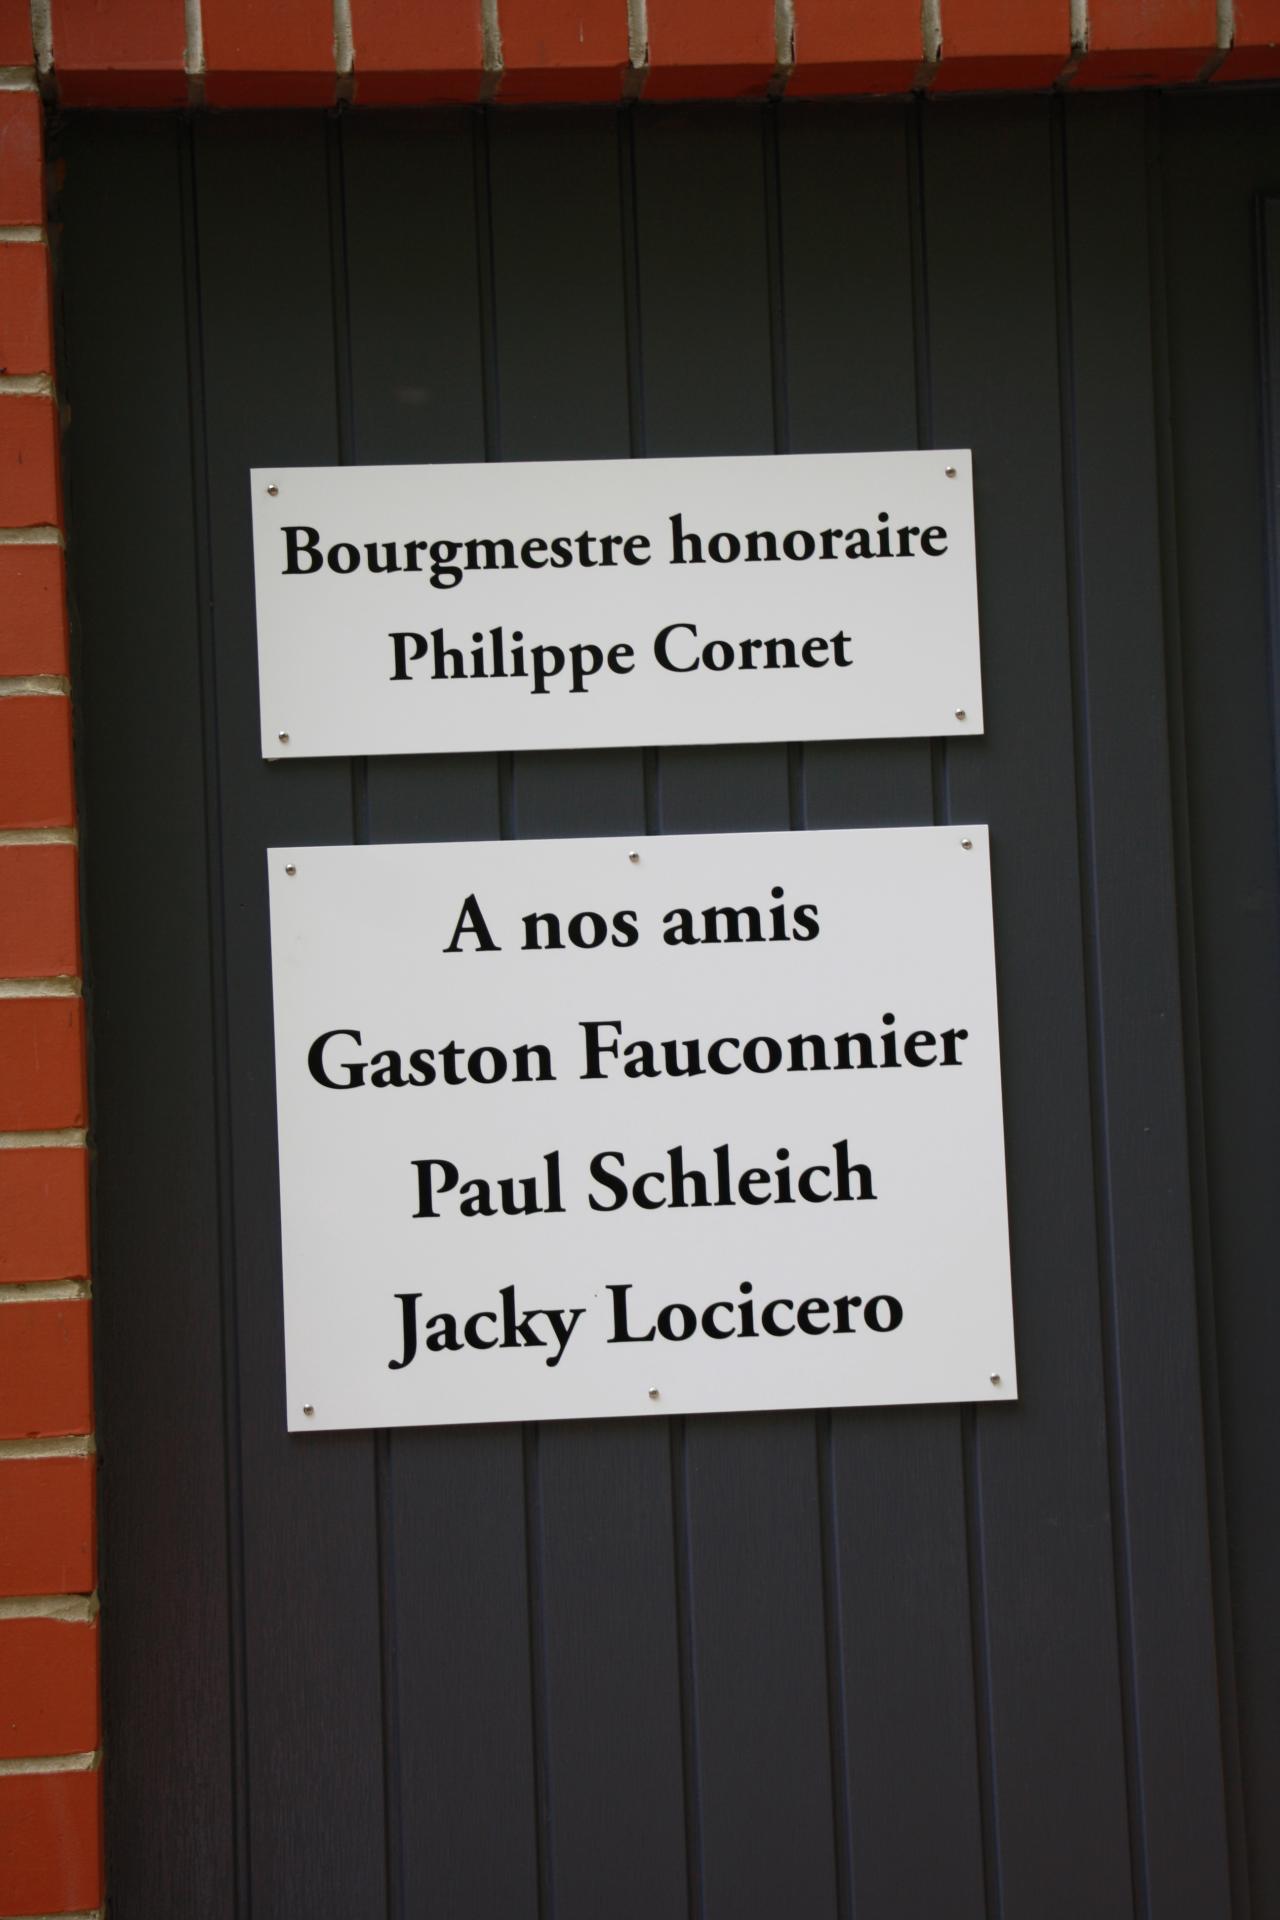 Bourgmestre honoraire
Philippe Cornet
A nos amis
Gaston Fauconnier
Paul Schleich
Jacky Locicero